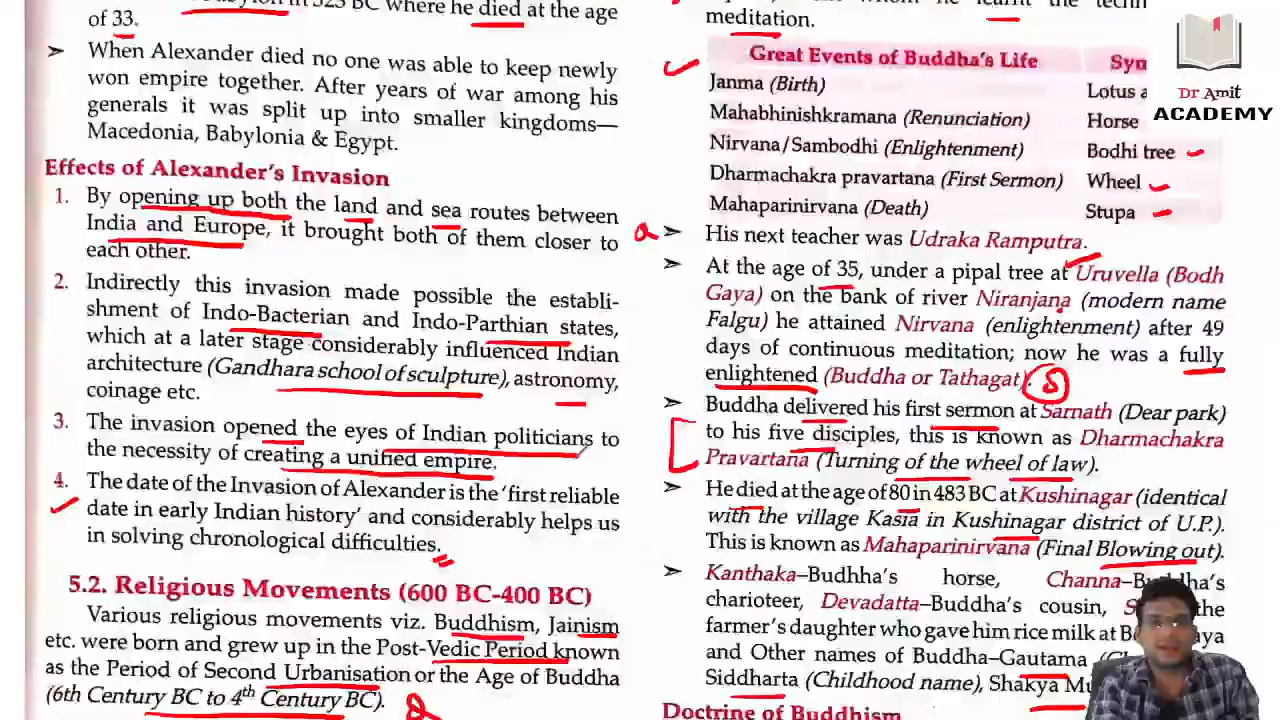 in 323 BC where he died at the age
of 33.
➤ When Alexander died no one was able to keep newly
won empire together. After years of war among his
generals it was split up into smaller kingdoms—
Macedonia, Babylonia & Egypt.
Effects of Alexander's Invasion
1. By opening up both the land and sea routes between
India and Europe, it brought both of them closer to
each other.
2. Indirectly this invasion made possible the establi-
shment of Indo-Bacterian and Indo-Parthian states,
which at a later stage considerably influenced Indian
architecture (Gandhara school of sculpture), astronomy,
coinage etc.
3. The invasion opened the eyes of Indian politicians to
the necessity of creating a unified empire.
4. The date of the Invasion of Alexander is the 'first reliable
date in early Indian history' and considerably helps us
in solving chronological difficulties.
5.2. Religious Movements (600 BC-400 BC)
Various religious movements viz. Buddhism, Jainism
etc. were born and grew up in the Post-Vedic Period known
as the Period of Second Urbanisation or the Age of Buddha
(6th Century BC to 4th Century BC).
meditation.
Great Events of Buddha's Life
Janma (Birth) Lotus
Mahabhinishkramana (Renunciation) Horse
Nirvana/Sambodhi (Enlightenment) Bodhi tree
Dharmachakra pravartana (First Sermon) Wheel
Mahaparinirvana (Death) Stupa
➤ His next teacher was Udraka Ramputra.
➤ At the age of 35, under a pipal tree at Uruvella (Bodh
Gaya) on the bank of river Niranjana (modern name
Falgu) he attained Nirvana (enlightenment) after 49
days of continuous meditation; now he was a fully
enlightened (Buddha or Tathagat).
➤ Buddha delivered his first sermon at Sarnath (Dear park)
to his five disciples, this is known as Dharmachakra
Pravartana (Turning of the wheel of law).
➤ He died at the age of 80 in 483 BC at Kushinagar (identical
with the village Kasia in Kushinagar district of U.P.).
This is known as Mahaparinirvana (Final Blowing out).
➤ Kanthaka–Budhha's horse, Channa–Buddha's
charioteer, Devadatta–Buddha's cousin, the
farmer's daughter who gave him rice milk at
and Other names of Buddha–Gautama
Siddharta (Childhood name), Shakya
Doctrine of Buddhism
Dr Amit
ACADEMY